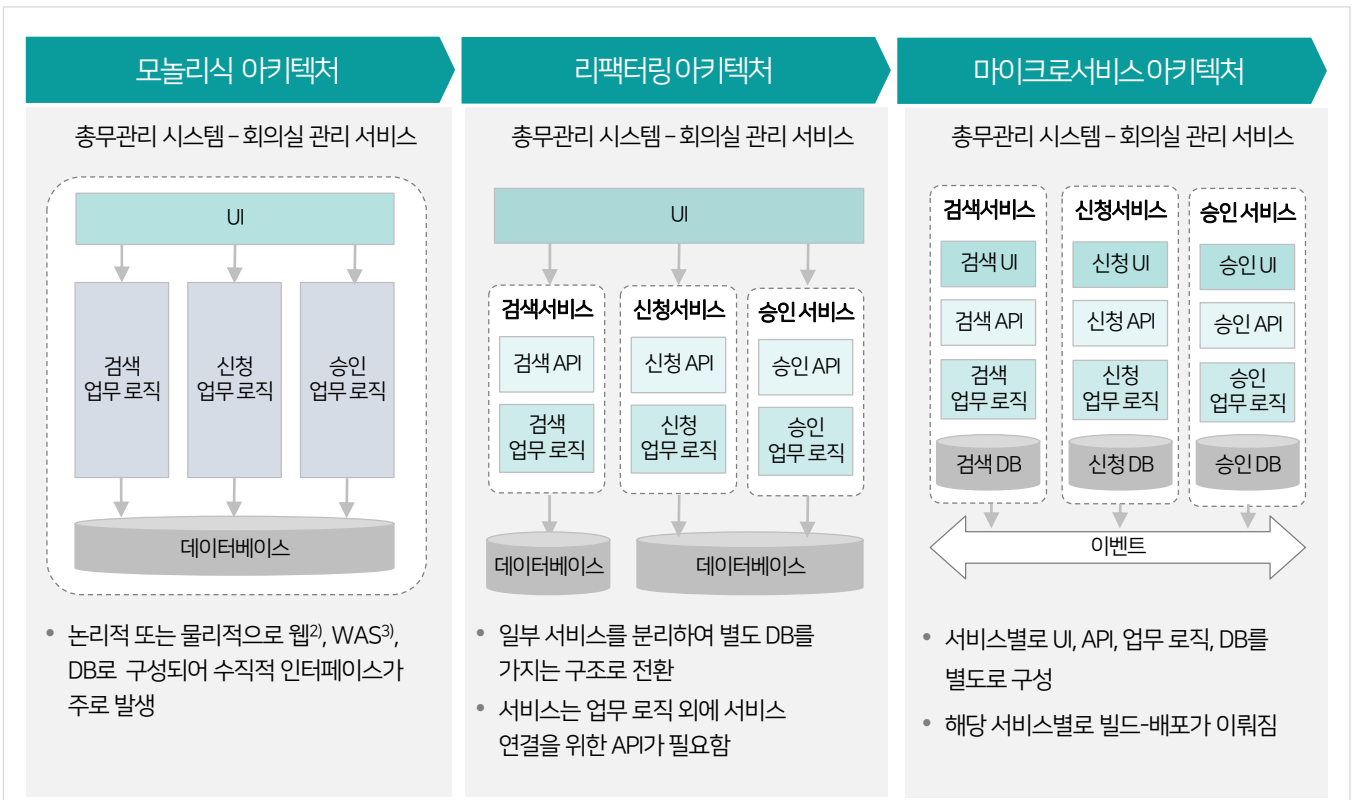 모놀리식 아키텍처
총무관리 시스템 – 회의실 관리 서비스
UI
검색
업무 로직
신청
업무 로직
승인
업무 로직
데이터베이스
• 논리적 또는 물리적으로 웹2), WAS3),
DB로 구성되어 수직적 인터페이스가
주로 발생
리팩터링 아키텍처
총무관리 시스템 – 회의실 관리 서비스
UI
검색서비스
검색 API
검색
업무 로직
신청서비스
신청 API
신청
업무 로직
승인 서비스
승인 API
승인
업무 로직
데이터베이스
데이터베이스
• 일부 서비스를 분리하여 별도 DB를
가지는 구조로 전환
• 서비스는 업무 로직 외에 서비스
연결을 위한 API가 필요함
마이크로서비스 아키텍처
총무관리 시스템 – 회의실 관리 서비스
검색서비스
검색 UI
검색 API
검색
업무 로직
검색 DB
신청서비스
신청 UI
신청 API
신청
업무 로직
신청 DB
승인 서비스
승인 UI
승인 API
승인
업무 로직
승인 DB
이벤트
• 서비스별로 UI, API, 업무 로직, DB를
별도로 구성
• 해당 서비스별로 빌드-배포가 이뤄짐